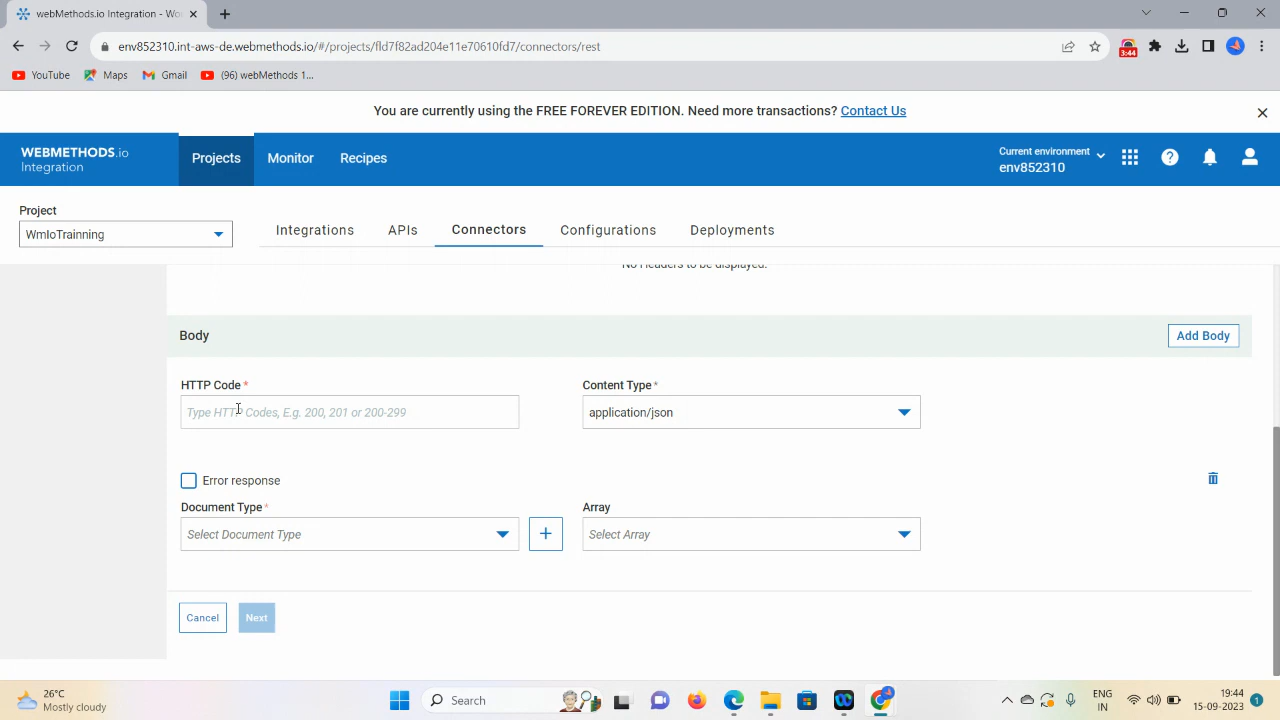 webMethods.io Integration - Wo
env852310.int-aws-de.webmethods.io/#/projects/fld7f82ad204e11e70610fd7/connectors/rest
3:44
YouTube
Maps
Gmail
(96) webMethods 1...
You are currently using the FREE FOREVER EDITION. Need more transactions? Contact Us
WEBMETHODS.io
Integration
Projects
Monitor
Recipes
Current environment
env852310
Project
WmIoTrainning
Integrations
APIs
Connectors
Configurations
Deployments
No Headers to be displayed.
Body
Add Body
HTTP Code *
Content Type *
Type HTTP Codes, E.g. 200, 201 or 200-299
application/json
Error response
Document Type *
Array
Select Document Type
Select Array
Cancel
Next
26°C
Mostly cloudy
Search
ENG
IN
19:44
15-09-2023
1